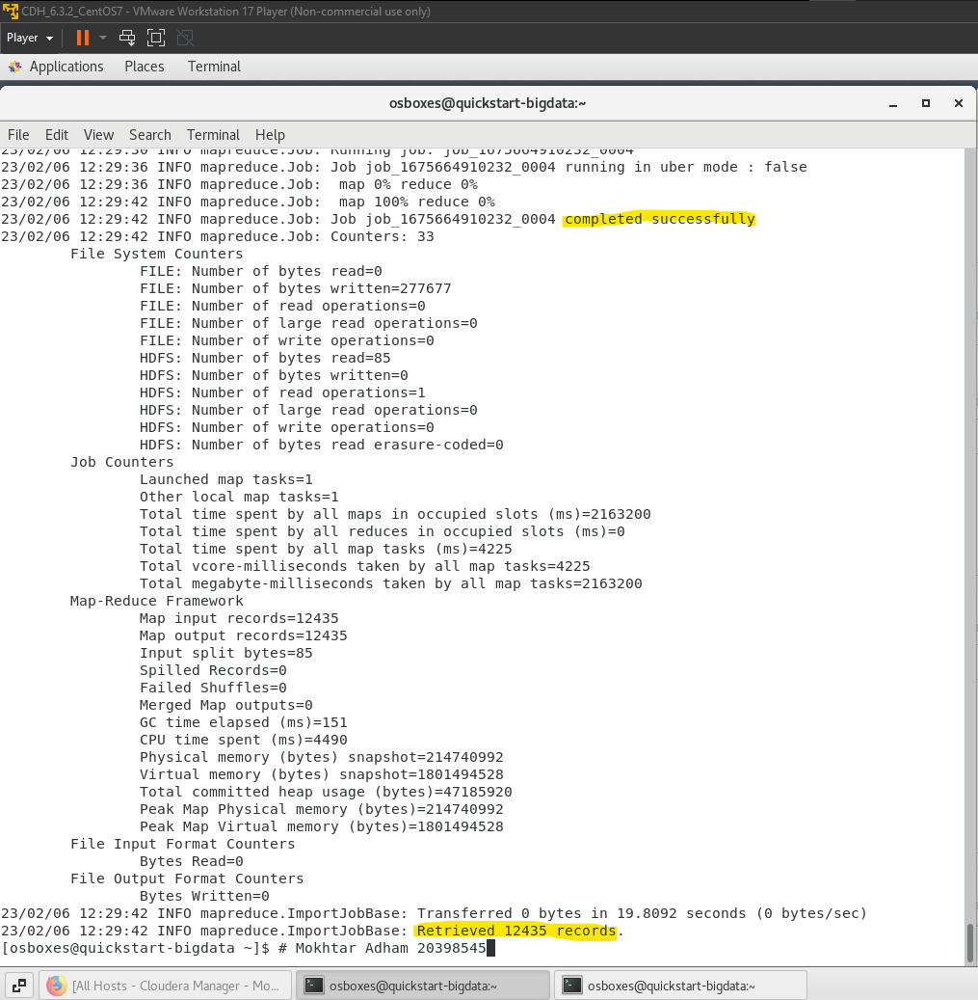 CDH_6.3.2_CentOS7 - VMware Workstation 17 Player (Non-commercial use only)
Player
Applications Places Terminal
osboxes@quickstart-bigdata:~
File Edit View Search Terminal Help
23/02/06 12:29:30 INFO mapreduce.Job: Running job: job_1675664910232_0004
23/02/06 12:29:36 INFO mapreduce.Job: Job job_1675664910232_0004 running in uber mode : false
23/02/06 12:29:36 INFO mapreduce.Job:  map 0% reduce 0%
23/02/06 12:29:42 INFO mapreduce.Job:  map 100% reduce 0%
23/02/06 12:29:42 INFO mapreduce.Job: Job job_1675664910232_0004 completed successfully
23/02/06 12:29:42 INFO mapreduce.Job: Counters: 33
File System Counters
FILE: Number of bytes read=0
FILE: Number of bytes written=277677
FILE: Number of read operations=0
FILE: Number of large read operations=0
FILE: Number of write operations=0
HDFS: Number of bytes read=85
HDFS: Number of bytes written=0
HDFS: Number of read operations=1
HDFS: Number of large read operations=0
HDFS: Number of write operations=0
HDFS: Number of bytes read erasure-coded=0
Job Counters
Launched map tasks=1
Other local map tasks=1
Total time spent by all maps in occupied slots (ms)=2163200
Total time spent by all reduces in occupied slots (ms)=0
Total time spent by all map tasks (ms)=4225
Total vcore-milliseconds taken by all map tasks=4225
Total megabyte-milliseconds taken by all map tasks=2163200
Map-Reduce Framework
Map input records=12435
Map output records=12435
Input split bytes=85
Spilled Records=0
Failed Shuffles=0
Merged Map outputs=0
GC time elapsed (ms)=151
CPU time spent (ms)=4490
Physical memory (bytes) snapshot=214740992
Virtual memory (bytes) snapshot=1801494528
Total committed heap usage (bytes)=47185920
Peak Map Physical memory (bytes)=214740992
Peak Map Virtual memory (bytes)=1801494528
File Input Format Counters
Bytes Read=0
File Output Format Counters
Bytes Written=0
23/02/06 12:29:42 INFO mapreduce.ImportJobBase: Transferred 0 bytes in 19.8092 seconds (0 bytes/sec)
23/02/06 12:29:42 INFO mapreduce.ImportJobBase: Retrieved 12435 records.
[osboxes@quickstart-bigdata ~]$ # Mokhtar Adham 20398545
[All Hosts - Cloudera Manager - Mo... osboxes@quickstart-bigdata:~ osboxes@quickstart-bigdata:~